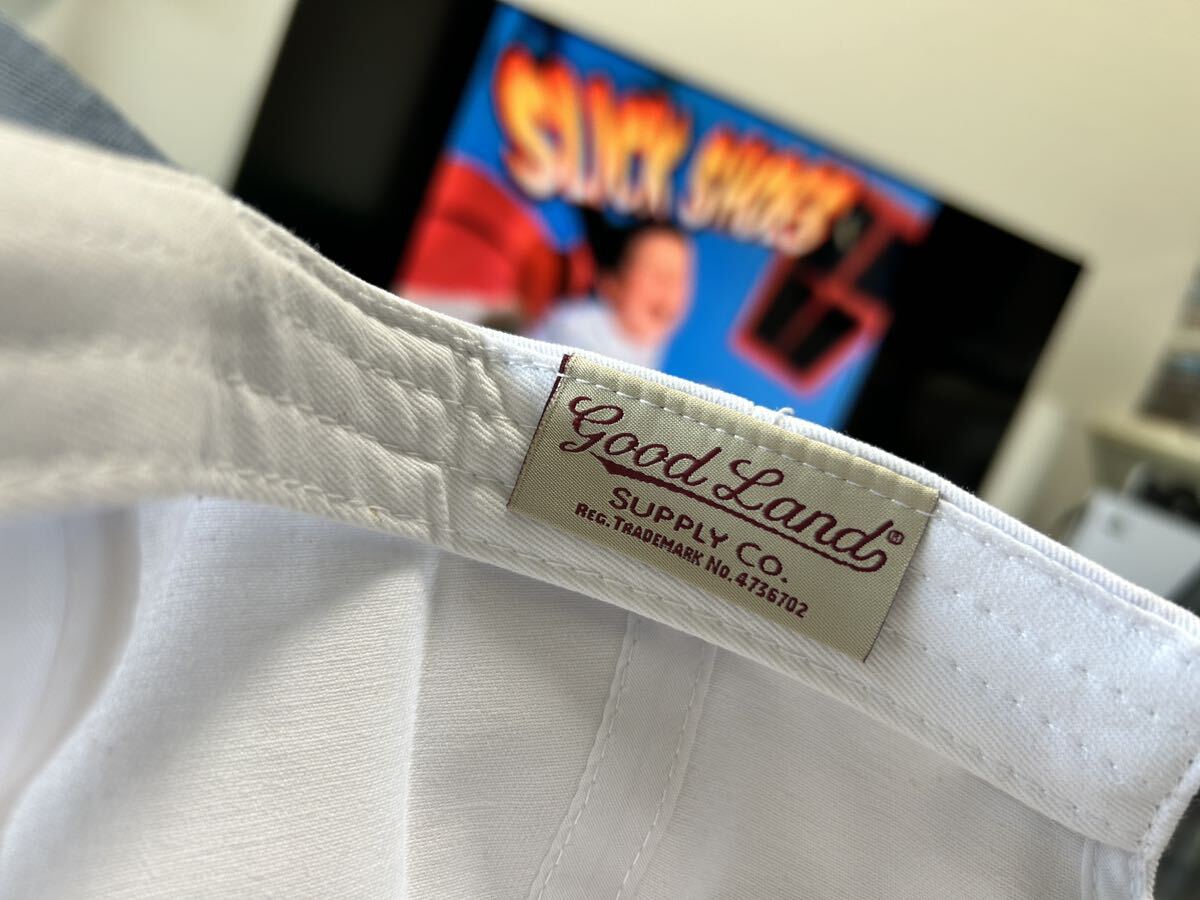 SLICK SHOES
Good Land®
SUPPLY CO.
REG. TRADEMARK NO. 4736702